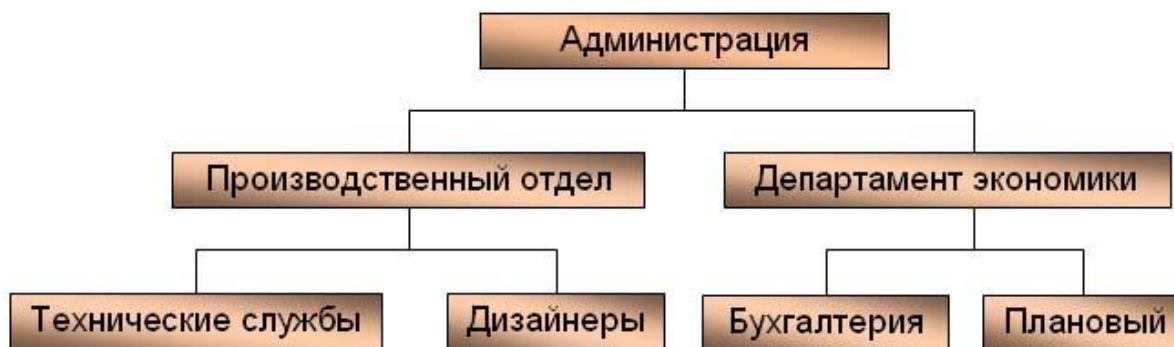 Администрация
Производственный отдел
Департамент экономики
Технические службы
Дизайнеры
Бухгалтерия
Плановый